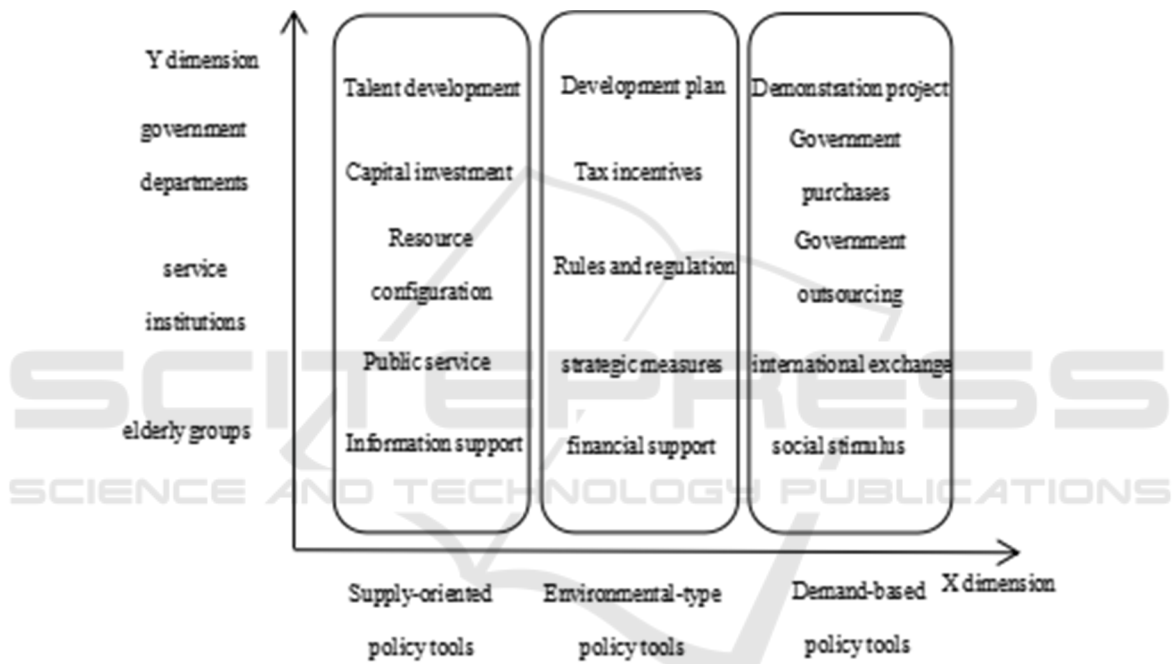 Y dimension
government
departments
service
institutions
elderly groups
Talent development
Capital investment
Resource
configuration
Public service
Information support
Development plan
Tax incentives
Rules and regulation
strategic measures
financial support
Demonstration project
Government
purchases
Government
outsourcing
international exchange
social stimulus
Supply-oriented
policy tools
Environmental-type
policy tools
Demand-based
policy tools
X dimension
SCITEPRESS
SCIENCE AND TECHNOLOGY PUBLICATIONS